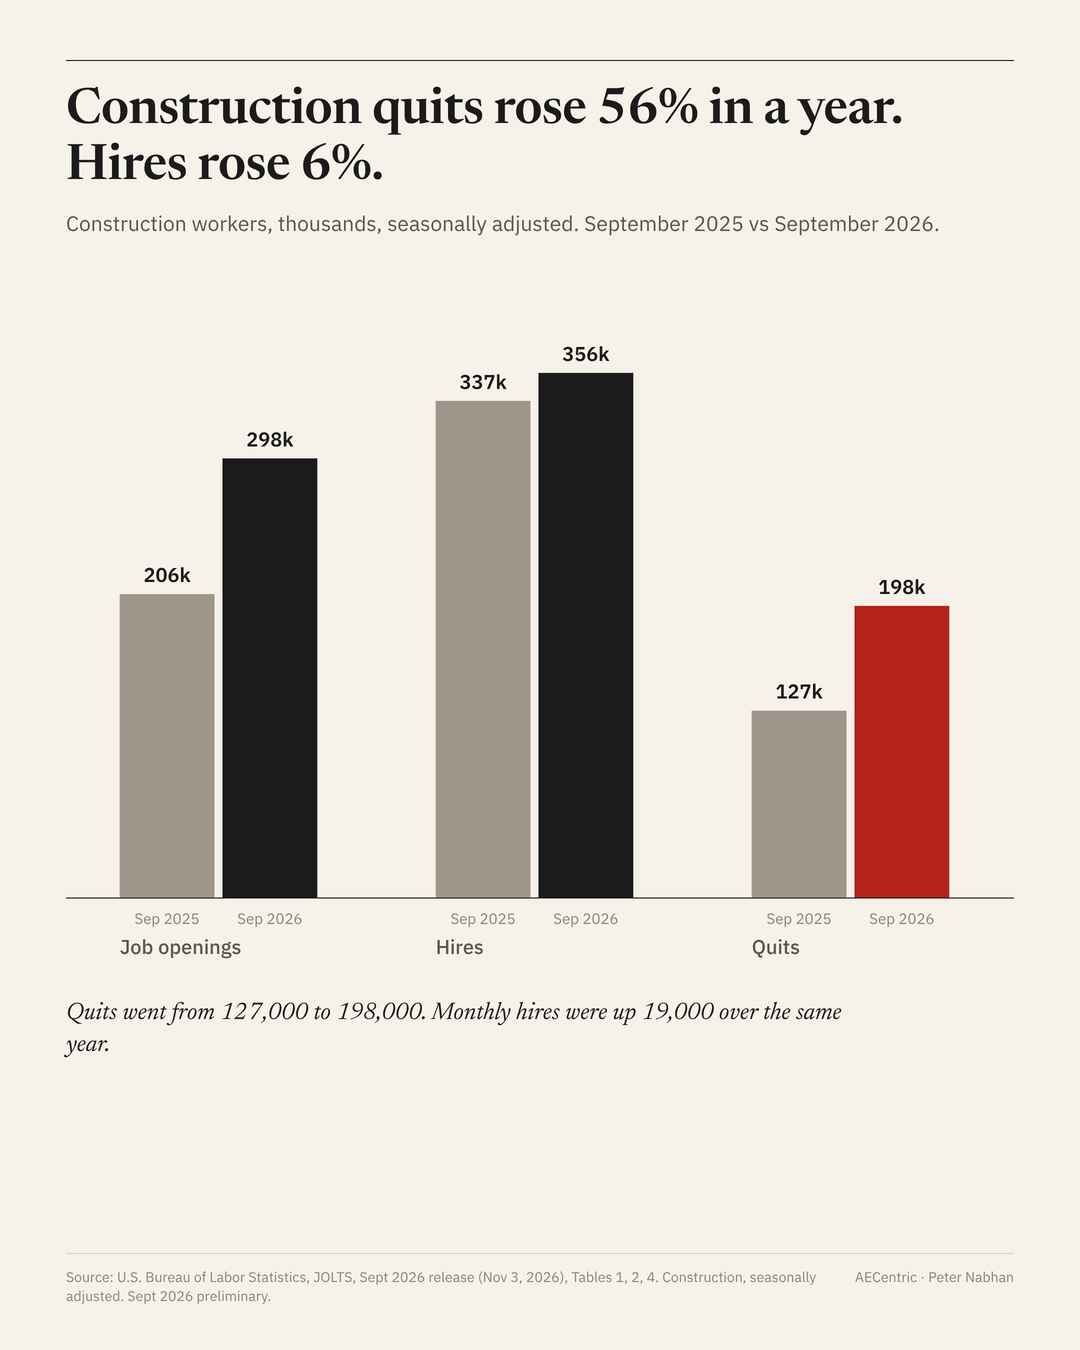 Construction quits rose 56% in a year.
Hires rose 6%.
Construction workers, thousands, seasonally adjusted. September 2025 vs September 2026.
206k
298k
337k
356k
127k
198k
Sep 2025
Sep 2026
Sep 2025
Sep 2026
Sep 2025
Sep 2026
Job openings
Hires
Quits
Quits went from 127,000 to 198,000. Monthly hires were up 19,000 over the same
year.
Source: U.S. Bureau of Labor Statistics, JOLTS, Sept 2026 release (Nov 3, 2026), Tables 1, 2, 4. Construction, seasonally
adjusted. Sept 2026 preliminary.
AECentric · Peter Nabhan